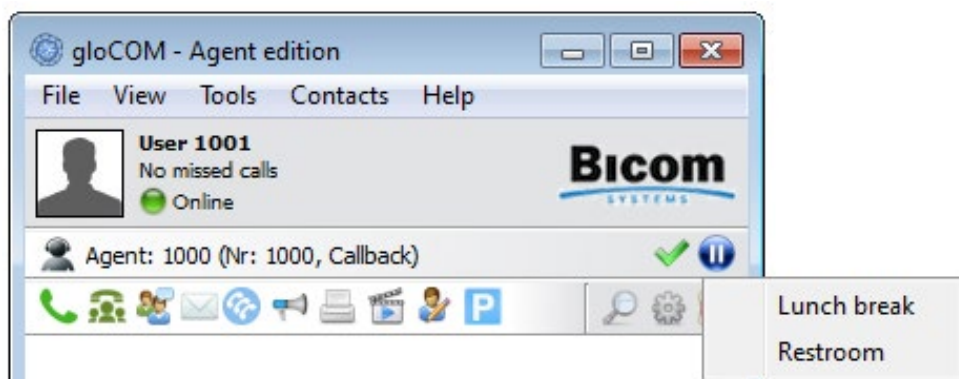 gloCOM - Agent edition
File View Tools Contacts Help
User 1001
No missed calls
Online
Bicom
SYSTEMS
Agent: 1000 (Nr: 1000, Callback)
P
Lunch break
Restroom